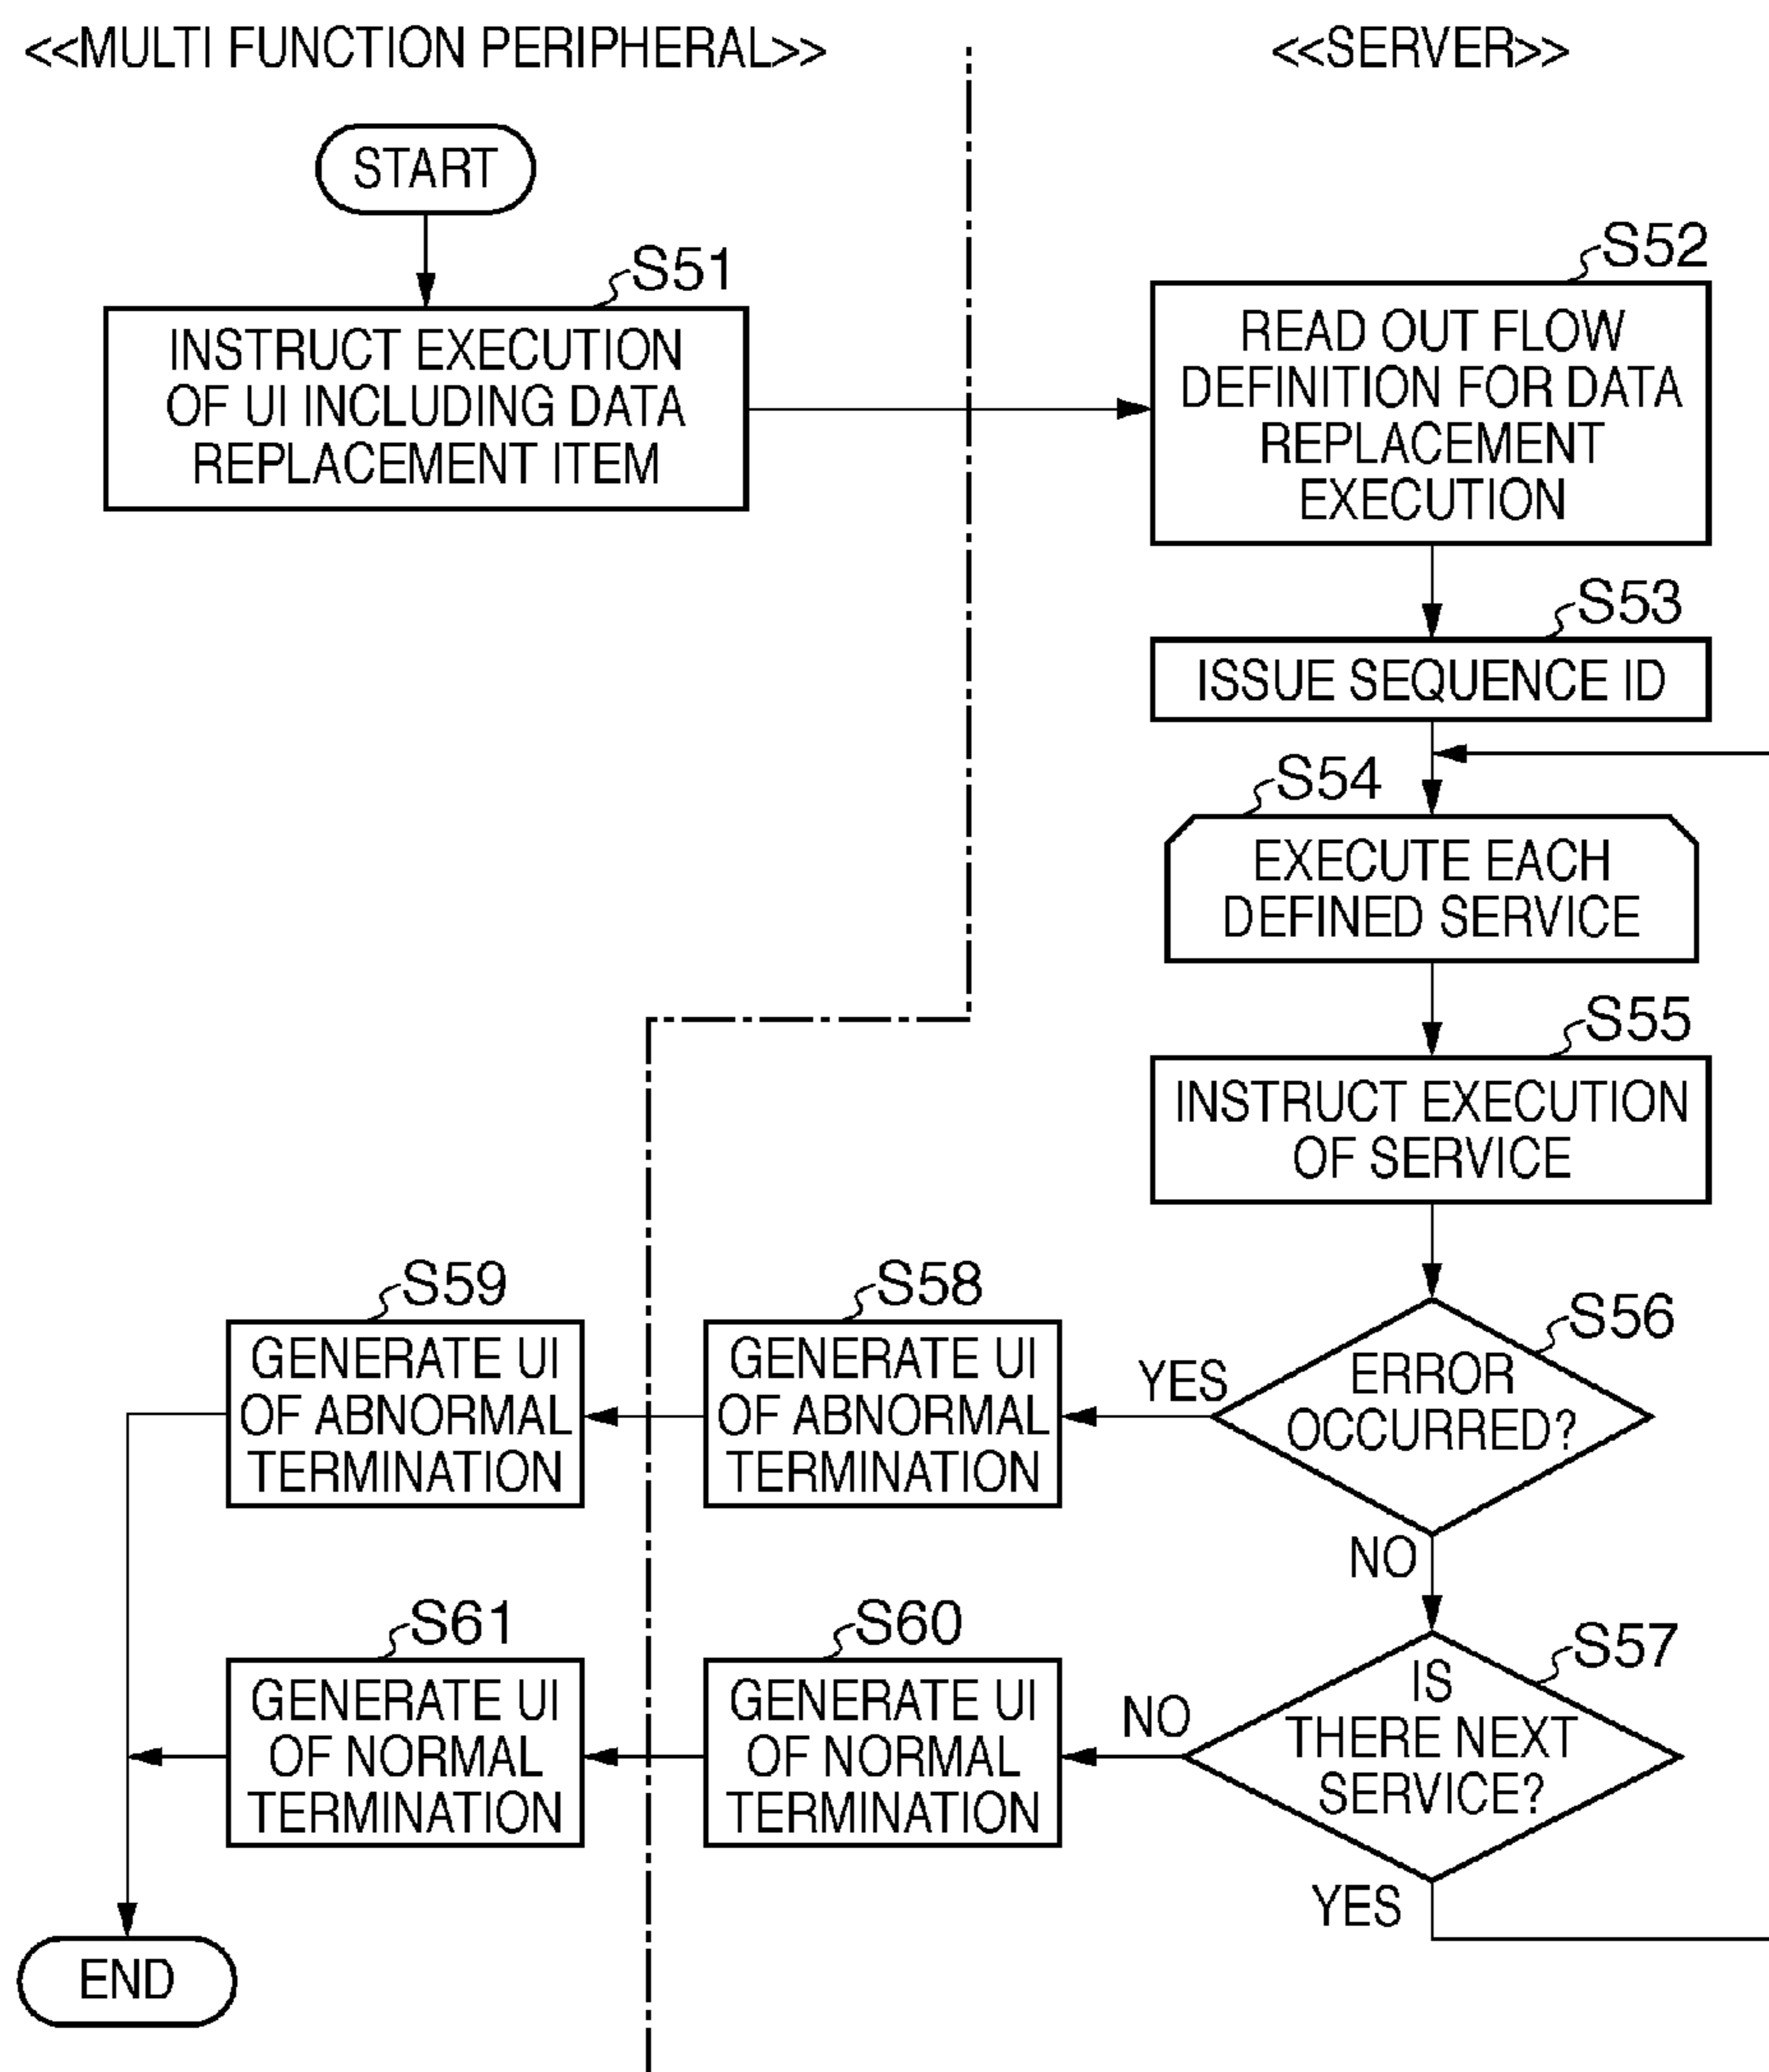 <<MULTI FUNCTION PERIPHERAL>>
<<SERVER>>
START
S51
INSTRUCT EXECUTION
OF UI INCLUDING DATA
REPLACEMENT ITEM
S52
READ OUT FLOW
DEFINITION FOR DATA
REPLACEMENT
EXECUTION
S53
ISSUE SEQUENCE ID
S54
EXECUTE EACH
DEFINED SERVICE
S55
INSTRUCT EXECUTION
OF SERVICE
S56
ERROR
OCCURRED?
YES
NO
S58
GENERATE UI
OF ABNORMAL
TERMINATION
S59
GENERATE UI
OF ABNORMAL
TERMINATION
S57
IS
THERE NEXT
SERVICE?
NO
YES
S60
GENERATE UI
OF NORMAL
TERMINATION
S61
GENERATE UI
OF NORMAL
TERMINATION
END